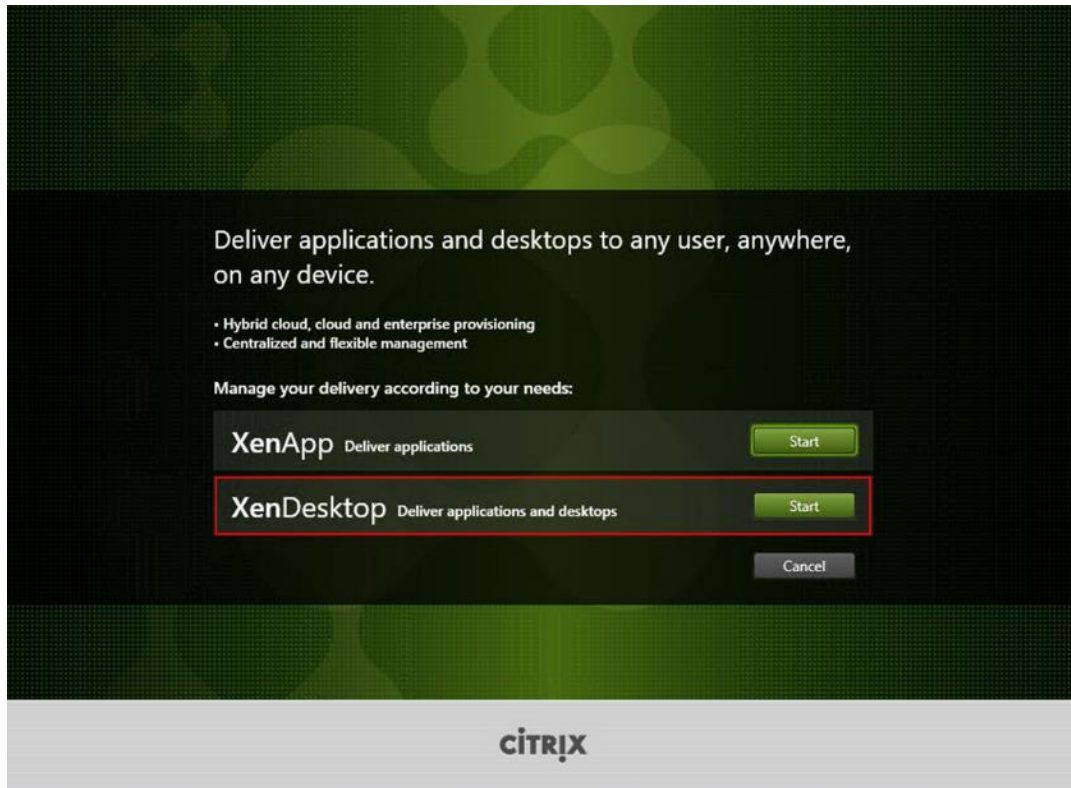 Deliver applications and desktops to any user, anywhere,
on any device.
• Hybrid cloud, cloud and enterprise provisioning
• Centralized and flexible management
Manage your delivery according to your needs:
XenApp Deliver applications Start
XenDesktop Deliver applications and desktops Start
Cancel
CITRIX